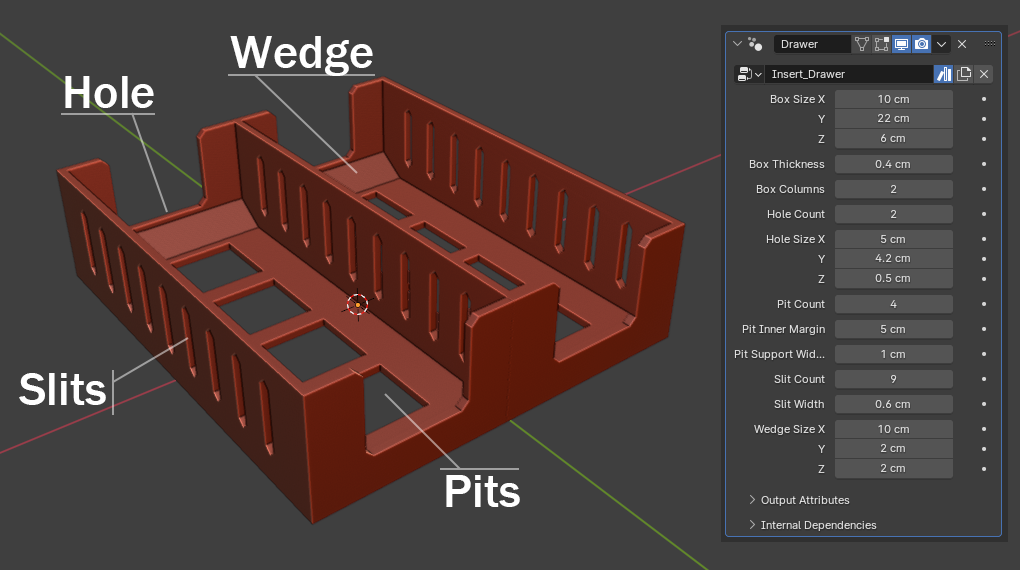 Wedge
Hole
Slits
Pits
Drawer
Insert_Drawer
Box Size X 10 cm
Y 22 cm
Z 6 cm
Box Thickness 0.4 cm
Box Columns 2
Hole Count 2
Hole Size X 5 cm
Y 4.2 cm
Z 0.5 cm
Pit Count 4
Pit Inner Margin 5 cm
Pit Support Wid... 1 cm
Slit Count 9
Slit Width 0.6 cm
Wedge Size X 10 cm
Y 2 cm
Z 2 cm
Output Attributes
Internal Dependencies